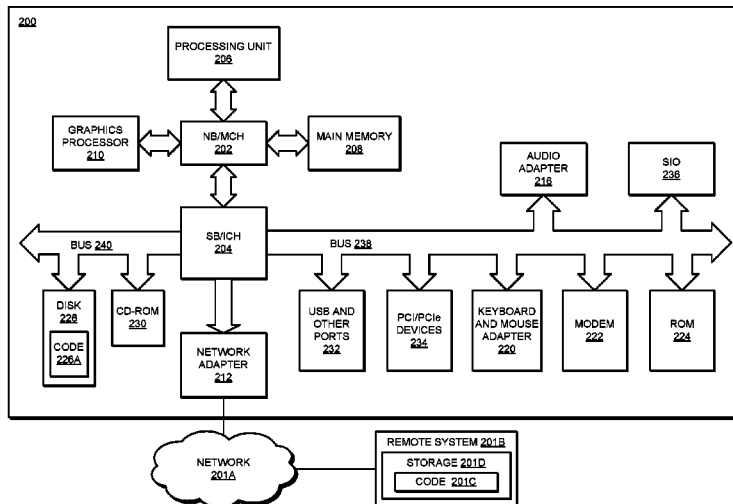 200
PROCESSING UNIT
206
GRAPHICS
PROCESSOR
210
NB/MCH
202
MAIN MEMORY
208
AUDIO
ADAPTER
216
SIO
236
SB/ICH
204
BUS 240
BUS 238
DISK
226
CODE
226A
CD-ROM
230
USB AND
OTHER
PORTS
232
PCI/PCIe
DEVICES
234
KEYBOARD
AND MOUSE
ADAPTER
220
MODEM
222
ROM
224
NETWORK
ADAPTER
212
NETWORK
201A
REMOTE SYSTEM 201B
STORAGE 201D
CODE 201C